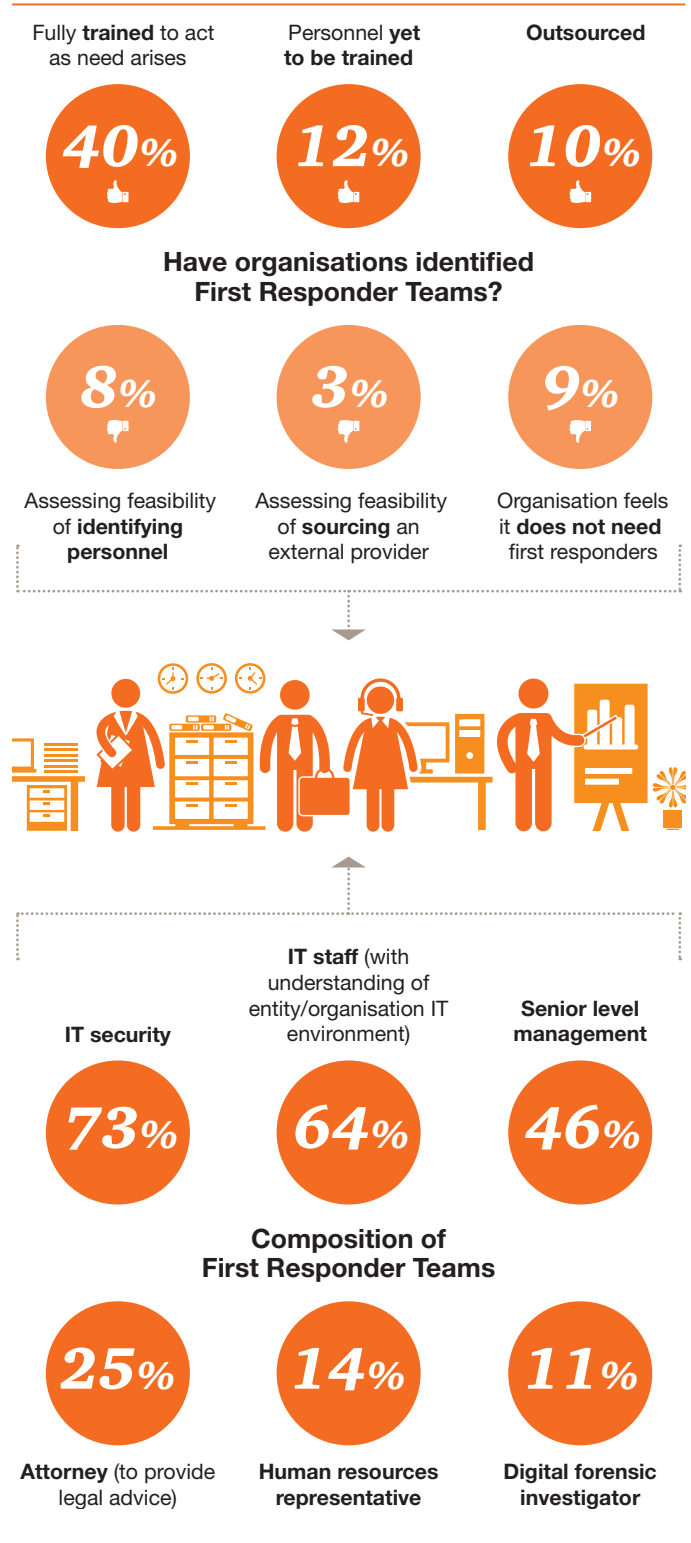 Fully trained to act
as need arises
Personnel yet
to be trained
Outsourced
40%
12%
10%
Have organisations identified
First Responder Teams?
8%
3%
9%
Assessing feasibility
of identifying
personnel
Assessing feasibility
of sourcing an
external provider
Organisation feels
it does not need
first responders
IT security
IT staff (with
understanding of
entity/organisation IT
environment)
Senior level
management
73%
64%
46%
Composition of
First Responder Teams
25%
14%
11%
Attorney (to provide
legal advice)
Human resources
representative
Digital forensic
investigator